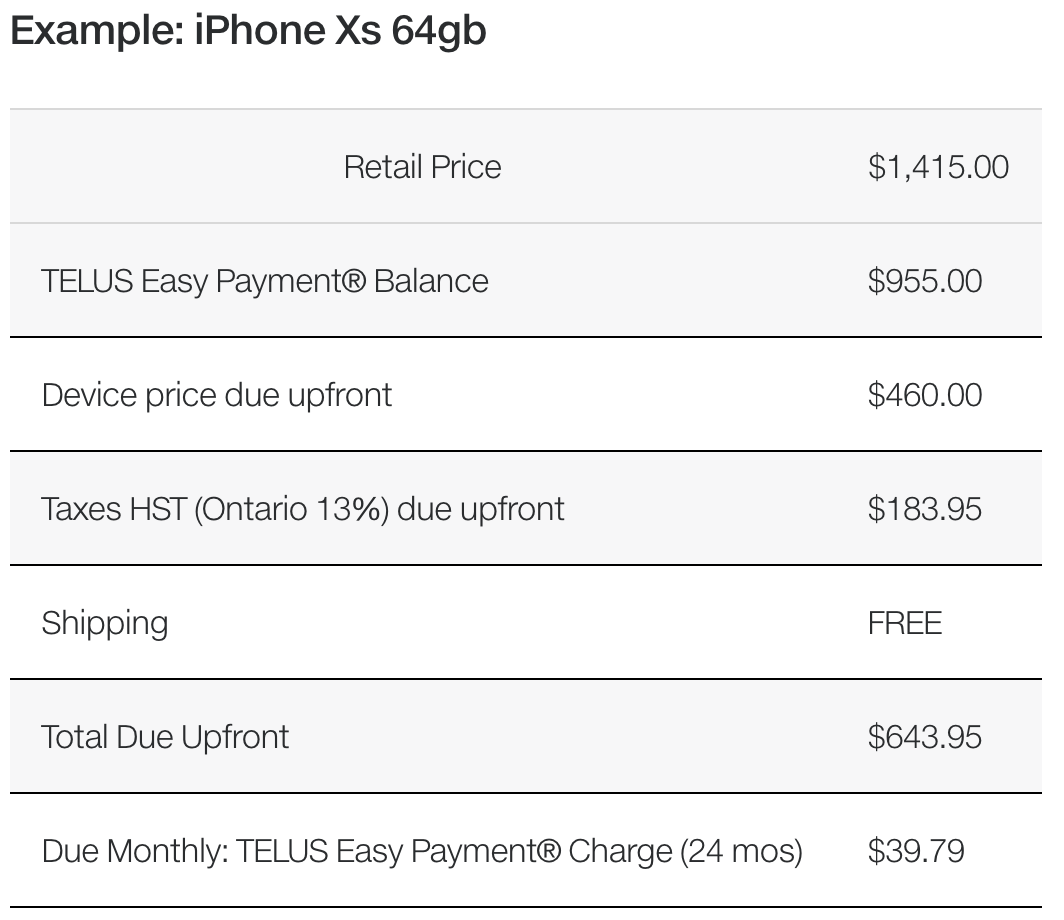 Example: iPhone Xs 64gb
Retail Price $1,415.00
TELUS Easy Payment® Balance $955.00
Device price due upfront $460.00
Taxes HST (Ontario 13%) due upfront $183.95
Shipping FREE
Total Due Upfront $643.95
Due Monthly: TELUS Easy Payment® Charge (24 mos) $39.79